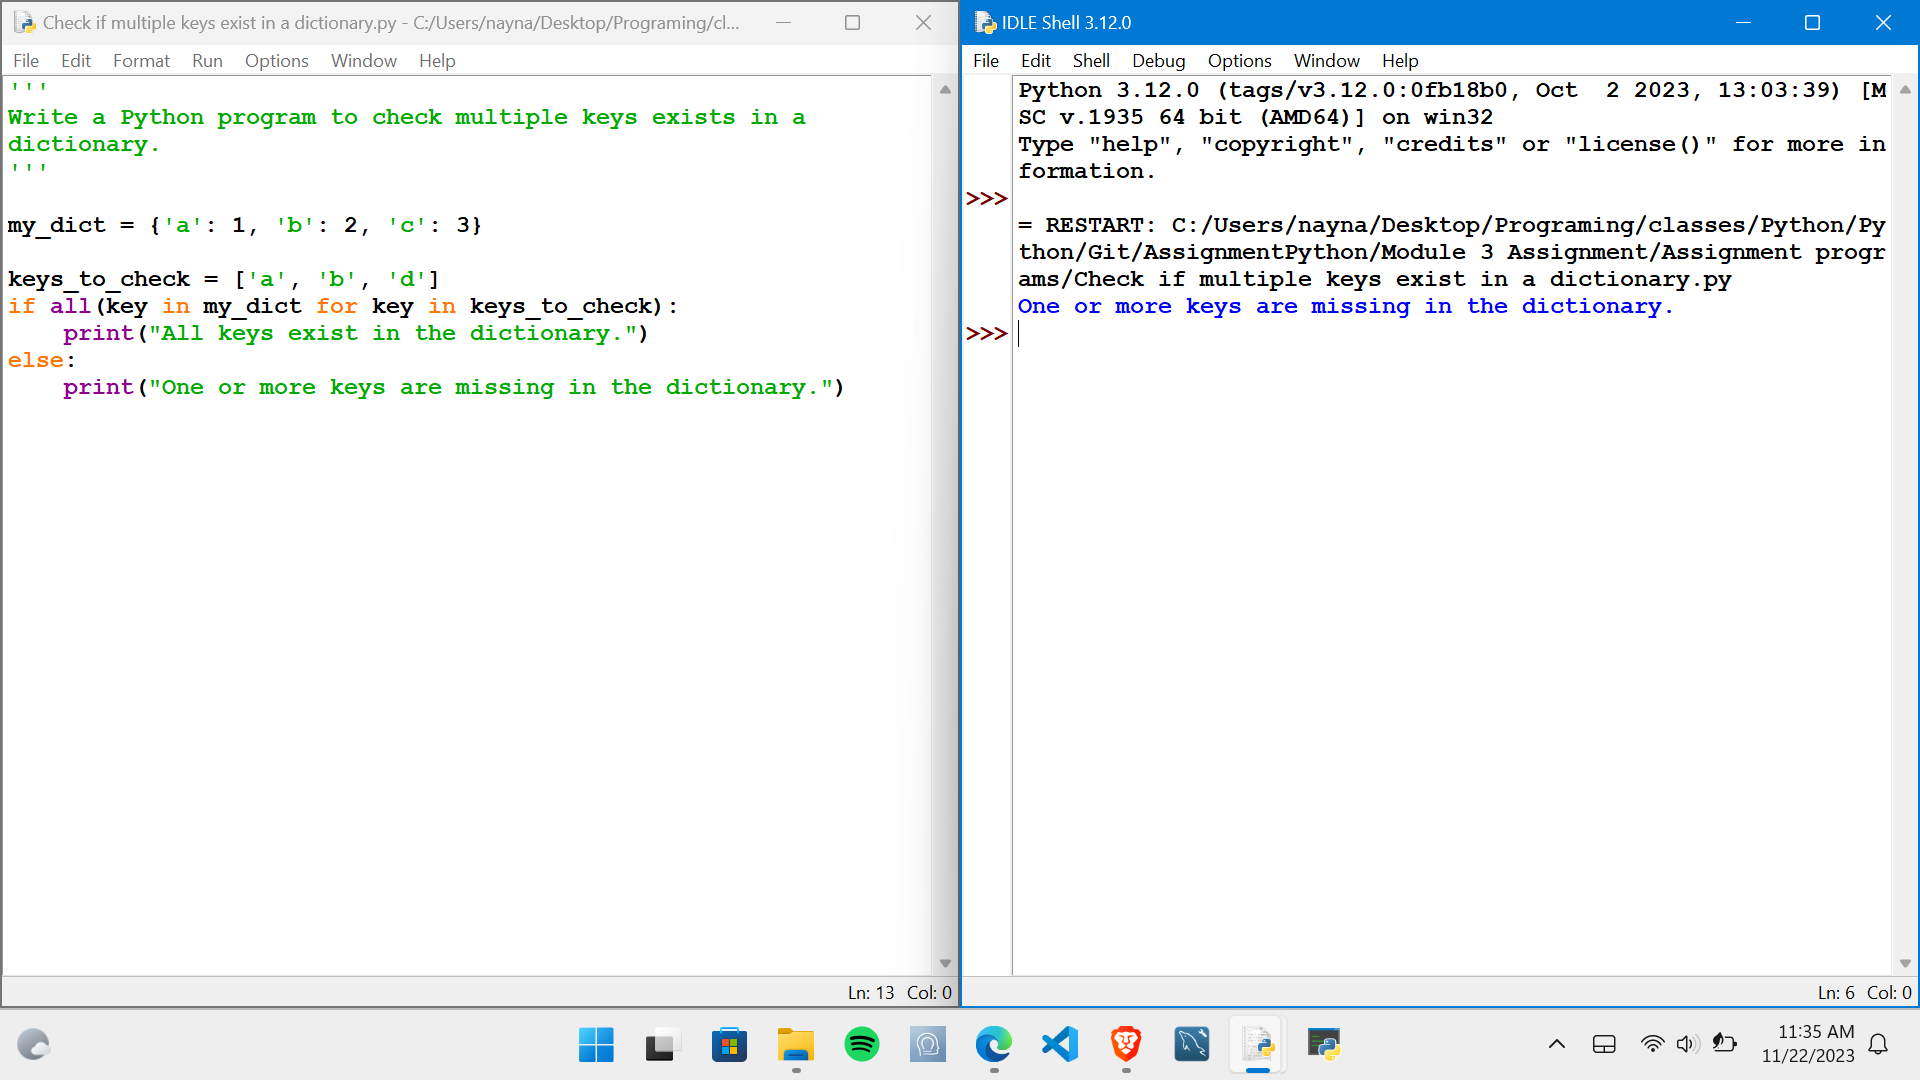 Check if multiple keys exist in a dictionary.py - C:/Users/nayna/Desktop/Programing/cl...
File Edit Format Run Options Window Help
'''
Write a Python program to check multiple keys exists in a
dictionary.
'''
my_dict = {'a': 1, 'b': 2, 'c': 3}
keys_to_check = ['a', 'b', 'd']
if all(key in my_dict for key in keys_to_check):
    print("All keys exist in the dictionary.")
else:
    print("One or more keys are missing in the dictionary.")
Ln: 13 Col: 0
IDLE Shell 3.12.0
File Edit Shell Debug Options Window Help
Python 3.12.0 (tags/v3.12.0:0fb18b0, Oct  2 2023, 13:03:39) [M
SC v.1935 64 bit (AMD64)] on win32
Type "help", "copyright", "credits" or "license()" for more in
formation.
>>>
= RESTART: C:/Users/nayna/Desktop/Programing/classes/Python/Py
thon/Git/AssignmentPython/Module 3 Assignment/Assignment progr
ams/Check if multiple keys exist in a dictionary.py
One or more keys are missing in the dictionary.
>>>
Ln: 6 Col: 0
11:35 AM
11/22/2023